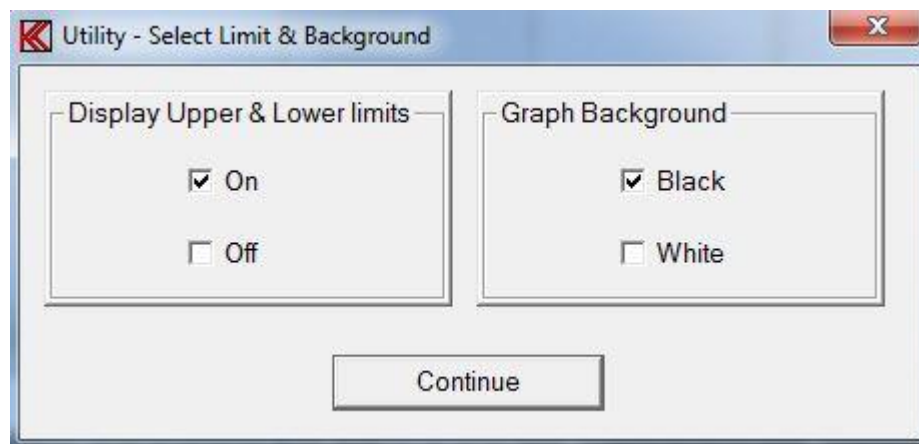 Utility - Select Limit & Background
Display Upper & Lower limits
On
Off
Graph Background
Black
White
Continue